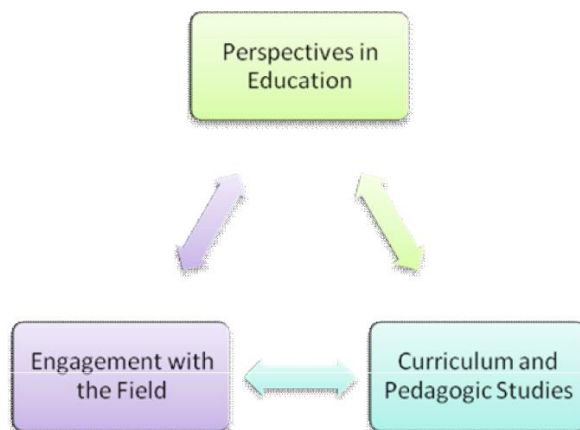 Perspectives in
Education
Engagement with
the Field
Curriculum and
Pedagogic Studies